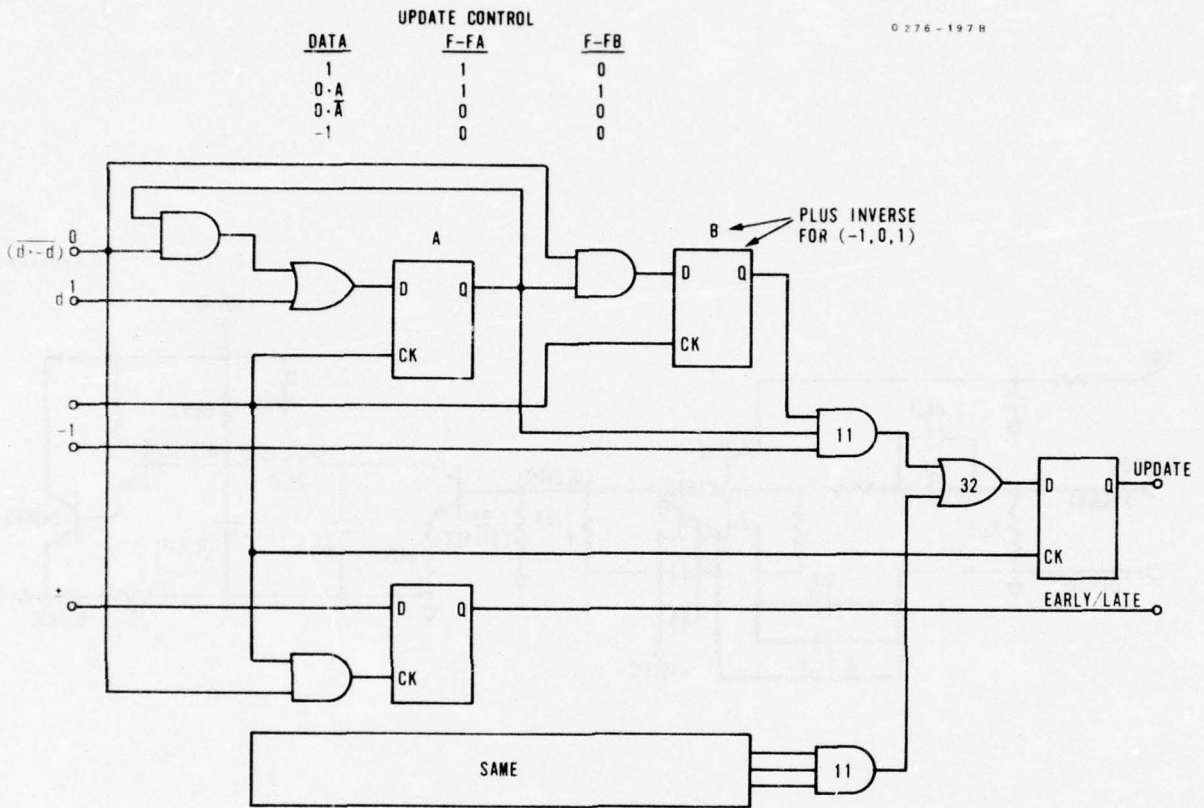 UPDATE CONTROL
0276-197B
DATA F-FA F-FB
1 1 0
0·A 1 1
0·A̅ 0 0
-1 0 0
PLUS INVERSE
FOR (-1,0,1)
A
B
0
(d·-d)
1
d
D Q
CK
D Q
CK
-1
11
32
UPDATE
D Q
CK
+
D Q
CK
EARLY/LATE
SAME
11